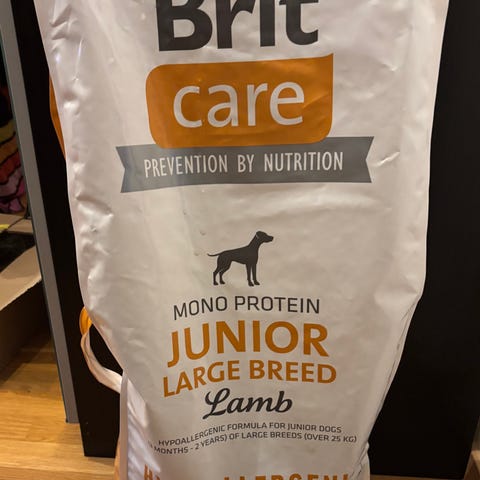 Brit
care
PREVENTION BY NUTRITION
MONO PROTEIN
JUNIOR
LARGE BREED
Lamb
HYPOALLERGENIC FORMULA FOR JUNIOR DOGS
MONTHS - 2 YEARS) OF LARGE BREEDS (OVER 25 KG)